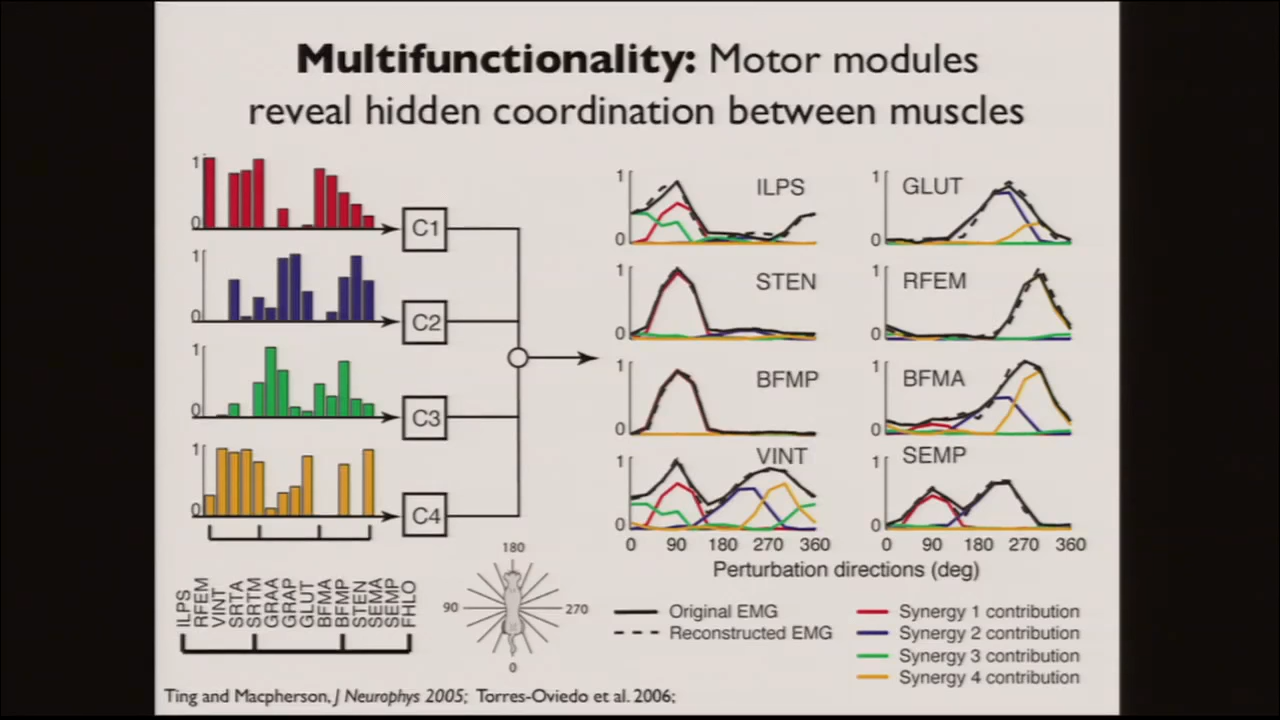 Multifunctionality: Motor modules
reveal hidden coordination between muscles
1
0
C1
1
0
C2
1
0
C3
1
0
C4
ILPS
RFEM
VINT
SRTA
SRTM
GRAA
GRAP
GLUT
BFMA
BFMP
STEN
SEMA
SEMP
FHLO
180
90
270
0
1
ILPS
0
1
GLUT
0
1
STEN
0
1
RFEM
0
1
BFMP
0
1
BFMA
0
1
VINT
0
1
SEMP
0
0 90 180 270 360
0 90 180 270 360
Perturbation directions (deg)
Original EMG
Reconstructed EMG
Synergy 1 contribution
Synergy 2 contribution
Synergy 3 contribution
Synergy 4 contribution
Ting and Macpherson, J Neurophys 2005; Torres-Oviedo et al. 2006;